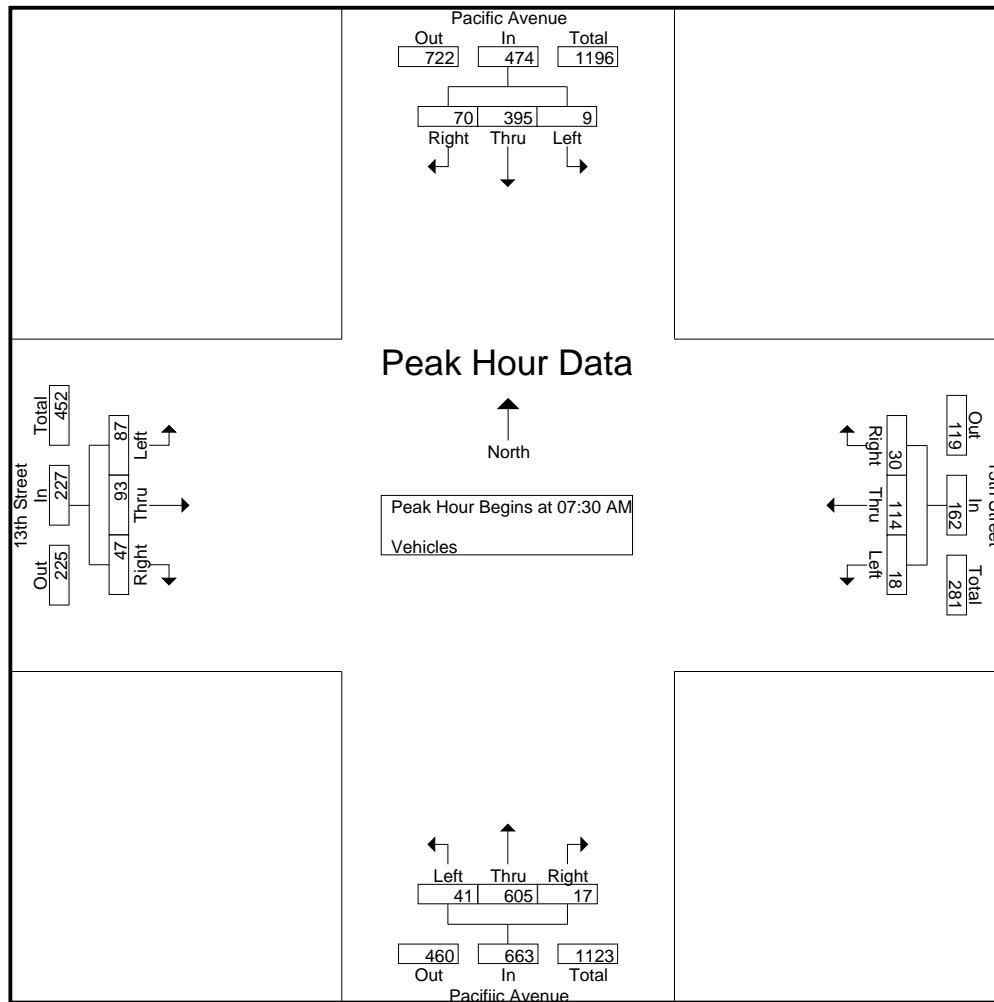 Pacific Avenue
Out In Total
722 474 1196
70 395 9
Right Thru Left
Peak Hour Data
North
Peak Hour Begins at 07:30 AM
Vehicles
13th Street
Total In Out
452 227 225
87 93 47
Left Thru Right
Out In Total
119 162 281
30 114 18
Right Thru Left
Street
Left Thru Right
41 605 17
460 663 1123
Out In Total
Pacifiic Avenue